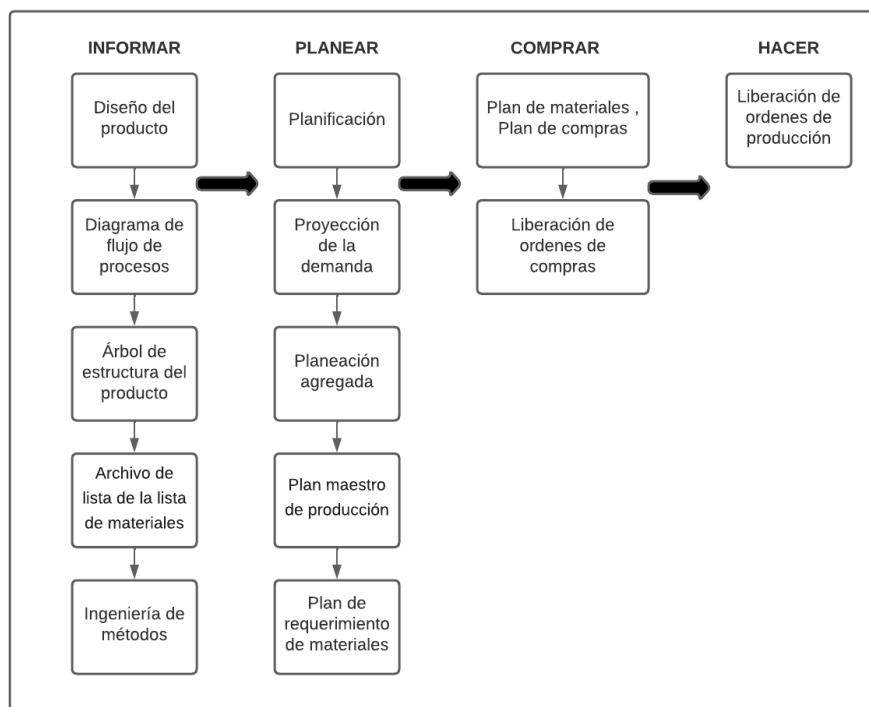 INFORMAR
Diseño del
producto
Diagrama de
flujo de
procesos
Árbol de
estructura del
producto
Archivo de
lista de la lista
de materiales
Ingeniería de
métodos
PLANEAR
Planificación
Proyección
de la
demanda
Planeación
agregada
Plan maestro
de producción
Plan de
requerimiento
de materiales
COMPRAR
Plan de materiales ,
Plan de compras
Liberación de
ordenes de
compras
HACER
Liberación de
ordenes de
producción